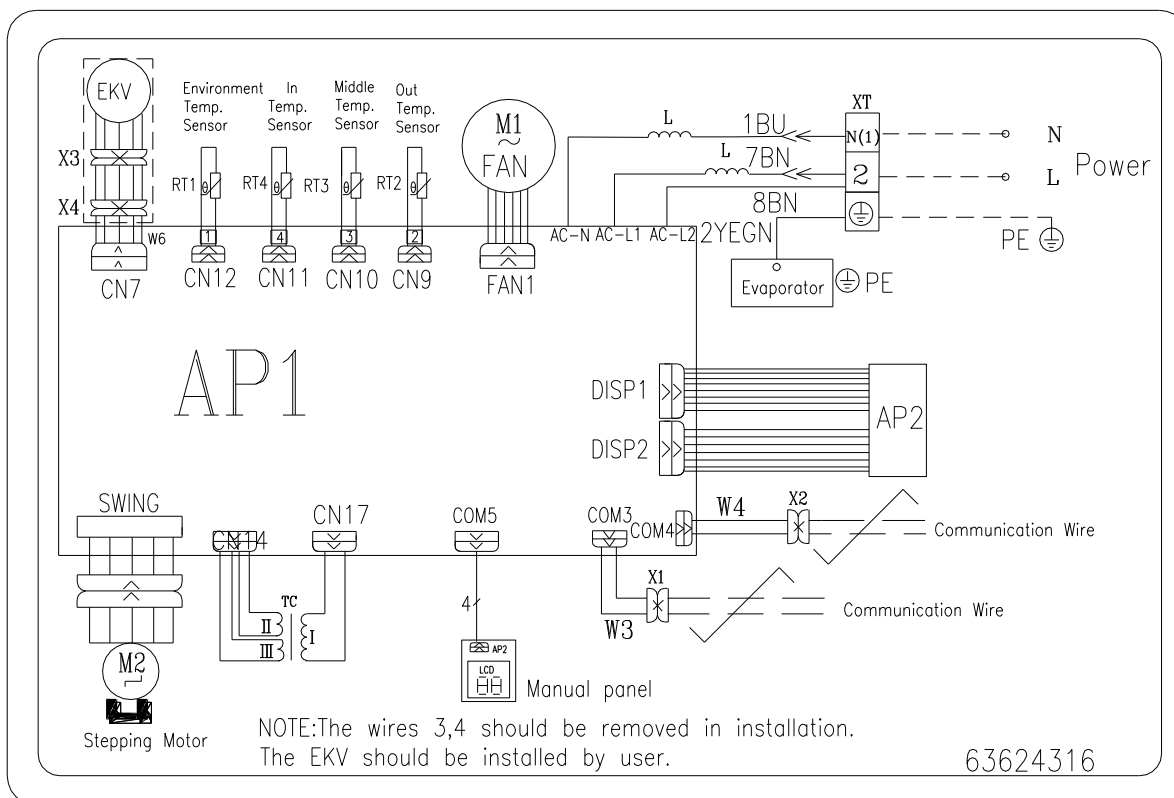 EKV
X3
X4
W6
CN7
Environment
Temp.
Sensor
RT1
1
CN12
In
Temp.
Sensor
RT4
4
CN11
Middle
Temp.
Sensor
RT3
3
CN10
Out
Temp.
Sensor
RT2
2
CN9
M1
~
FAN
FAN1
L
1BU
L
7BN
8BN
AC-N AC-L1 AC-L2
2YEGN
XT
N(1)
2
N
L
Power
PE
Evaporator
PE
AP1
DISP1
DISP2
AP2
SWING
M2
Stepping Motor
CN14
TC
II
III
I
CN17
COM5
4
AP2
LCD
Manual panel
COM3
COM4
W4
X2
Communication Wire
W3
X1
Communication Wire
NOTE:The wires 3,4 should be removed in installation.
The EKV should be installed by user.
63624316